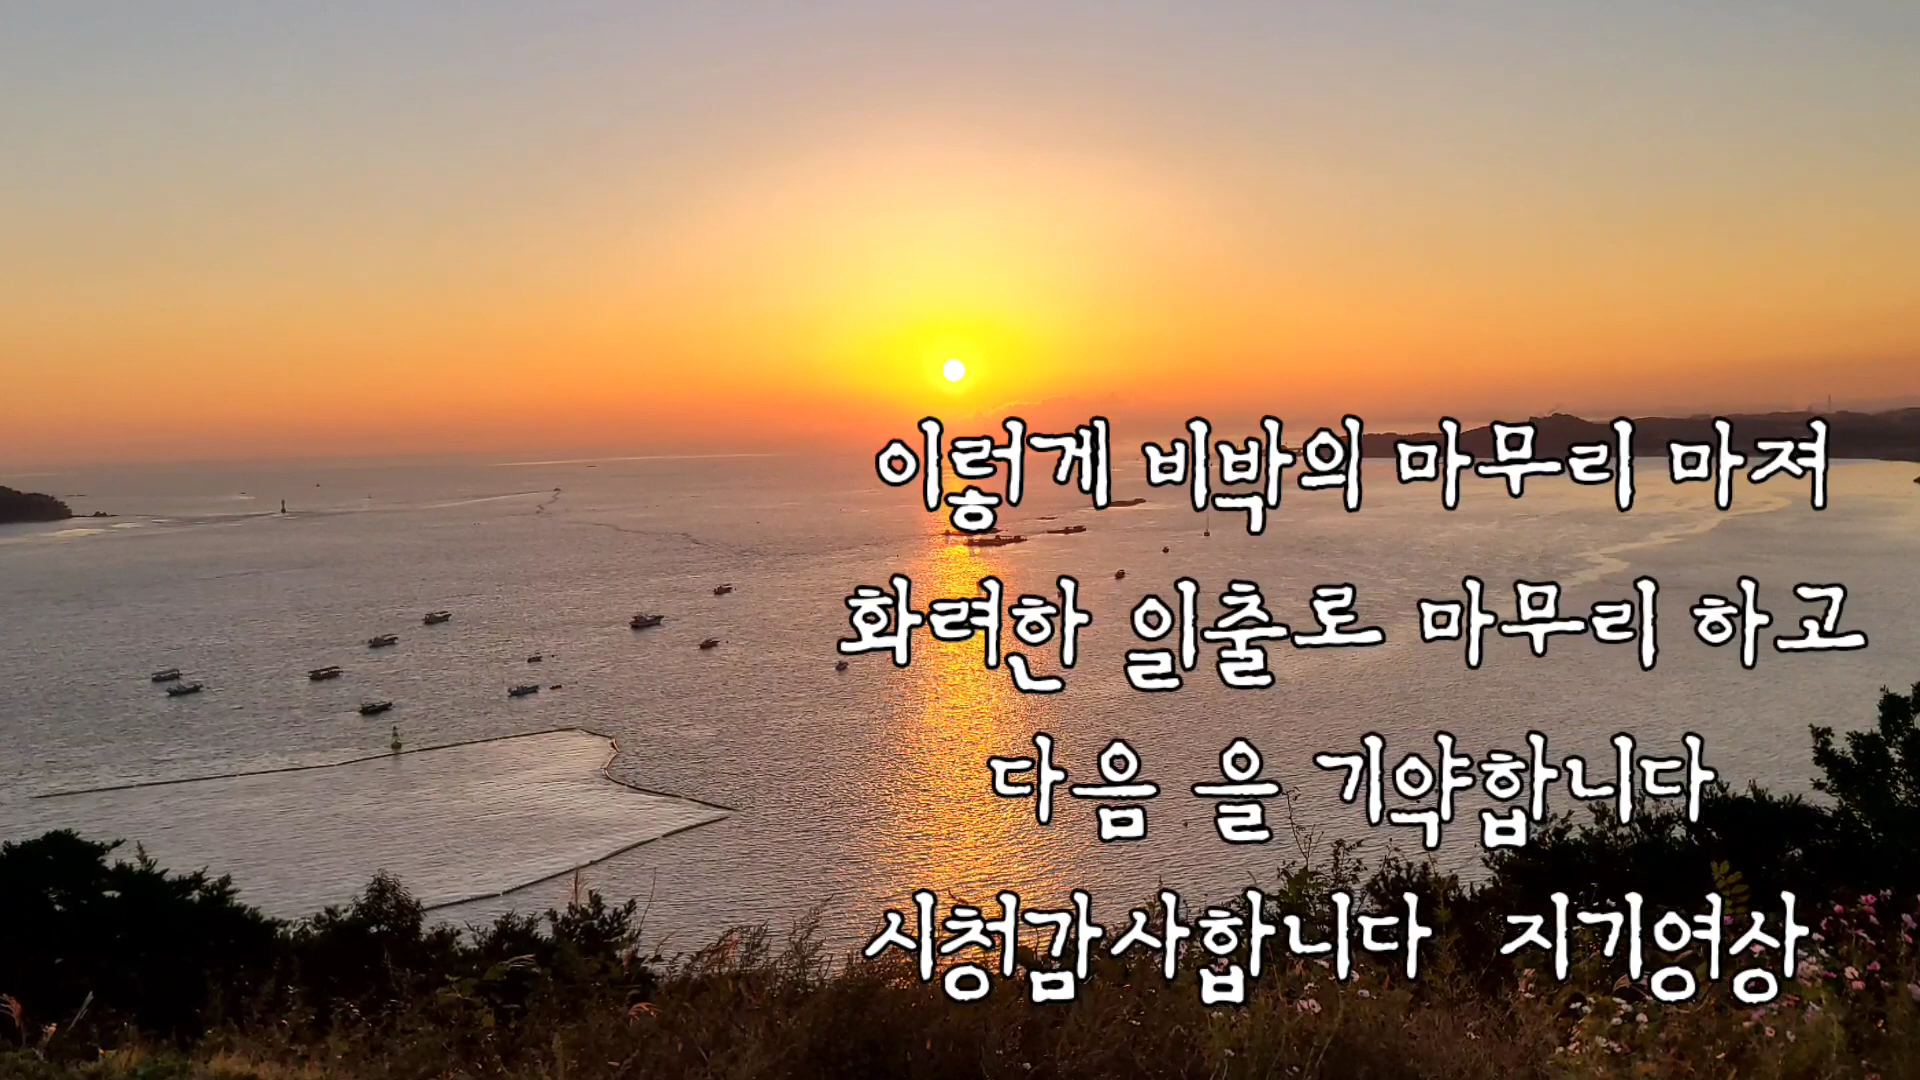 이렇게 비박의 마무리 마져
화려한 일출로 마무리 하고
다음 을 기약합니다
시청감사합니다 지기영상